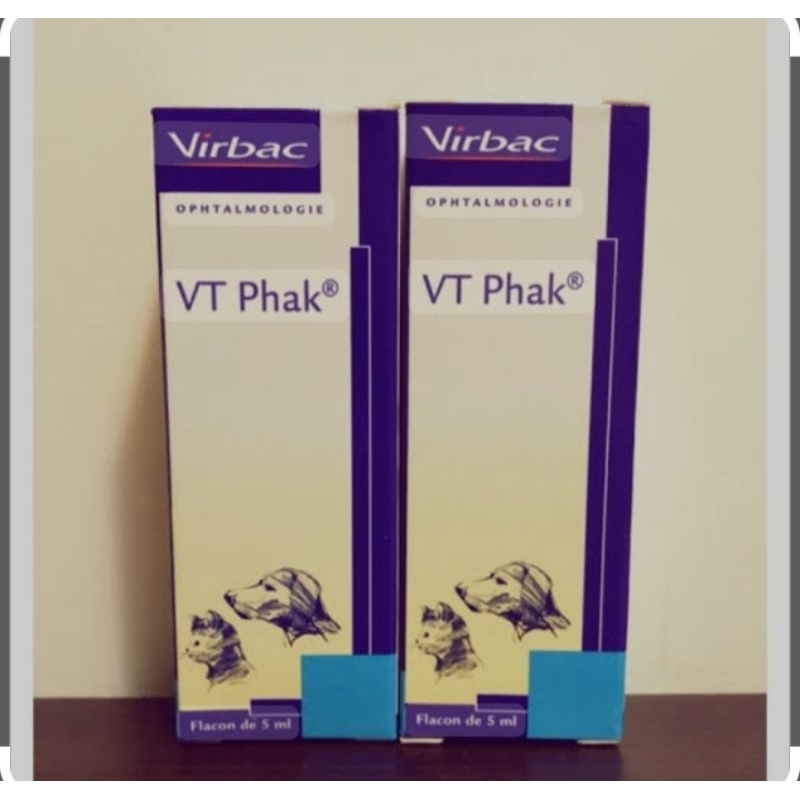 Virbac
OPHTALMOLOGIE
VT Phak®
Flacon de 5 ml
Virbac
OPHTALMOLOGIE
VT Phak®
Flacon de 5 ml